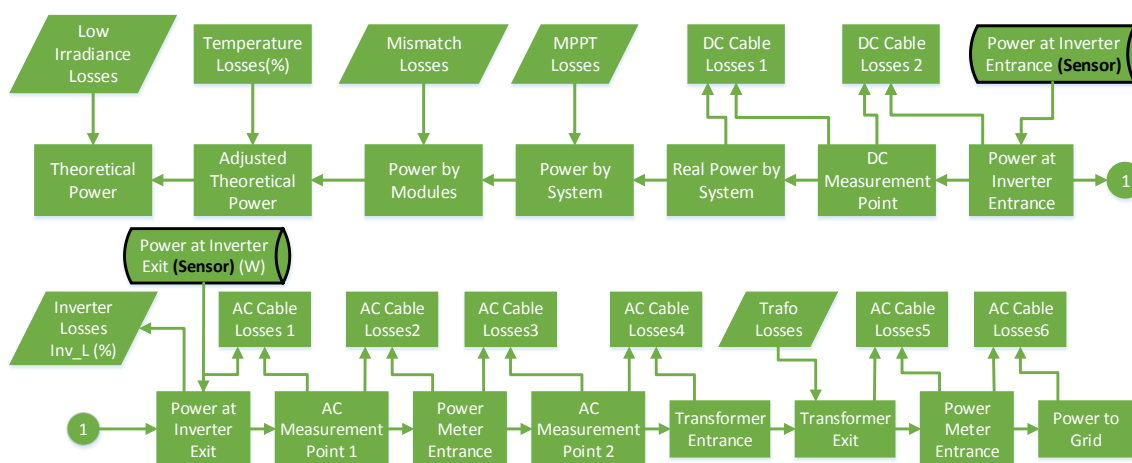 Low
Irradiance
Losses
Temperature
Losses(%)
Mismatch
Losses
MPPT
Losses
DC Cable
Losses 1
DC Cable
Losses 2
Power at Inverter
Entrance (Sensor)
Theoretical
Power
Adjusted
Theoretical
Power
Power by
Modules
Power by
System
Real Power by
System
DC
Measurement
Point
Power at
Inverter
Entrance
1
Power at Inverter
Exit (Sensor) (W)
Inverter
Losses
Inv_L (%)
AC Cable
Losses 1
AC Cable
Losses2
AC Cable
Losses3
AC Cable
Losses4
Trafo
Losses
AC Cable
Losses5
AC Cable
Losses6
1
Power at
Inverter
Exit
AC
Measurement
Point 1
Power
Meter
Entrance
AC
Measurement
Point 2
Transformer
Entrance
Transformer
Exit
Power
Meter
Entrance
Power to
Grid